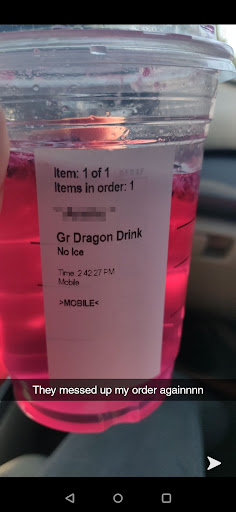 Item: 1 of 1
Items in order: 1
Gr Dragon Drink
No Ice
Time: 2:42:27 PM
Mobile
>MOBILE<
They messed up my order againnnn